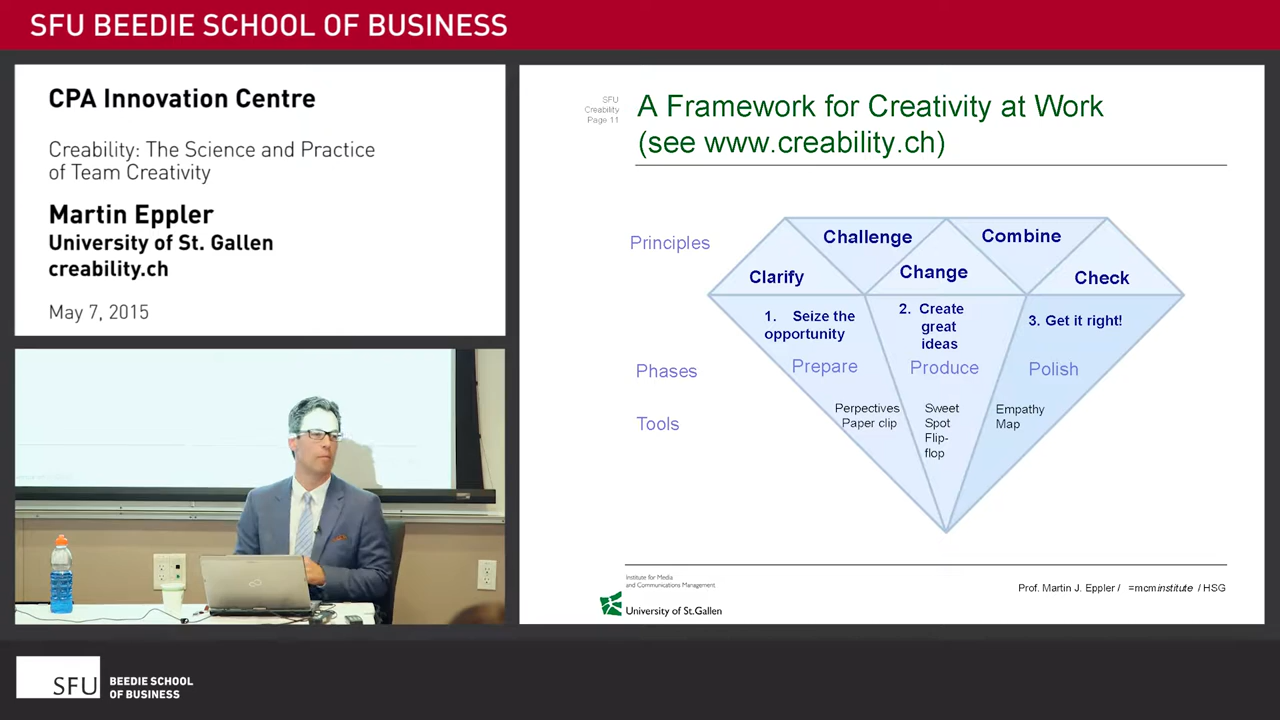 SFU BEEDIE SCHOOL OF BUSINESS
CPA Innovation Centre
Creability: The Science and Practice
of Team Creativity
Martin Eppler
University of St. Gallen
creability.ch
May 7, 2015
SFU
Creability
Page 11
A Framework for Creativity at Work
(see www.creability.ch)
Principles
Challenge
Combine
Clarify
Change
Check
1. Seize the
opportunity
2. Create
great
ideas
3. Get it right!
Phases
Prepare
Produce
Polish
Tools
Perpectives
Paper clip
Sweet
Spot
Flip-
flop
Empathy
Map
Institute for Media
and Communications Management
University of St.Gallen
Prof. Martin J. Eppler / =mcminstitute / HSG
SFU
BEEDIE SCHOOL
OF BUSINESS